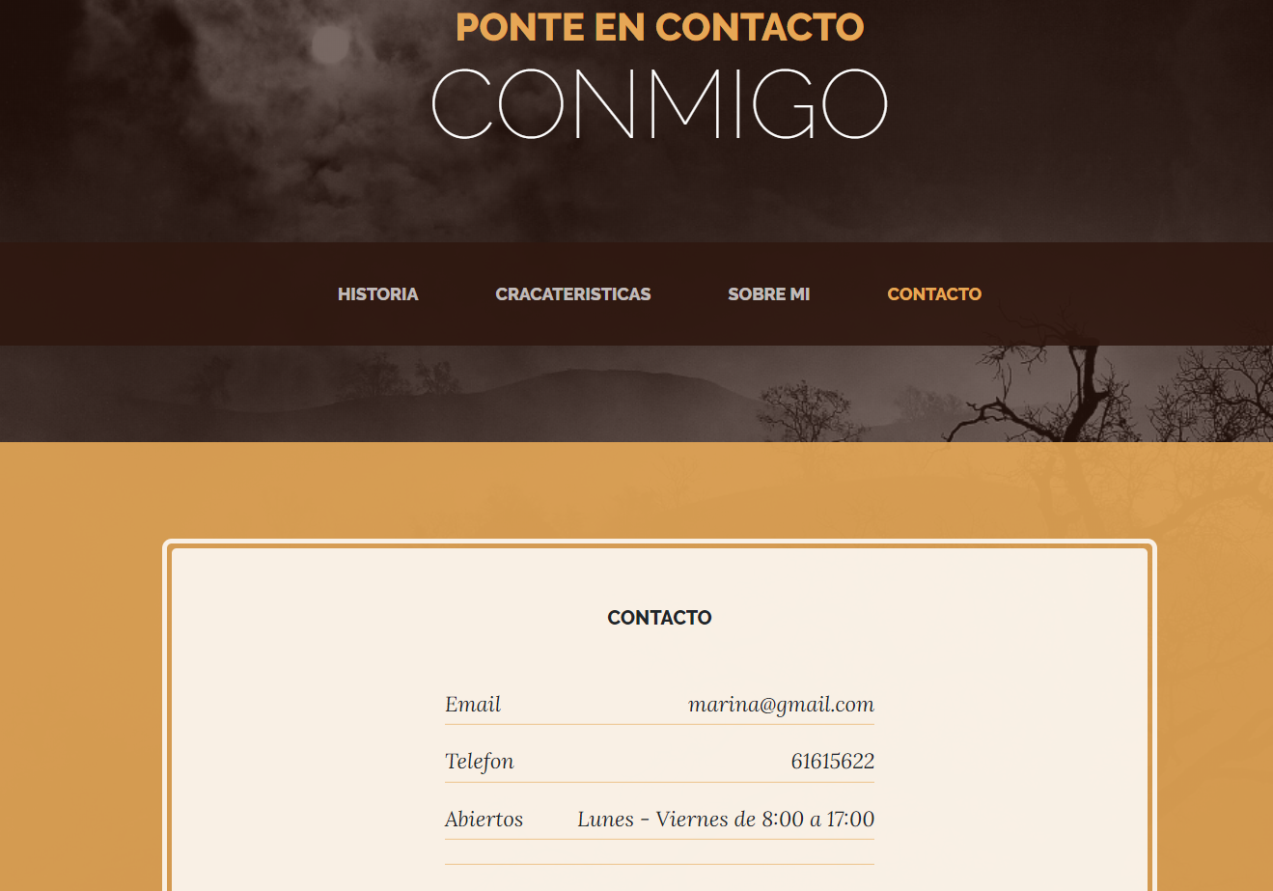 PONTE EN CONTACTO
CONMIGO
HISTORIA CRACATERISTICAS SOBRE MI CONTACTO
CONTACTO
Email marina@gmail.com
Telefon 61615622
Abiertos Lunes - Viernes de 8:00 a 17:00